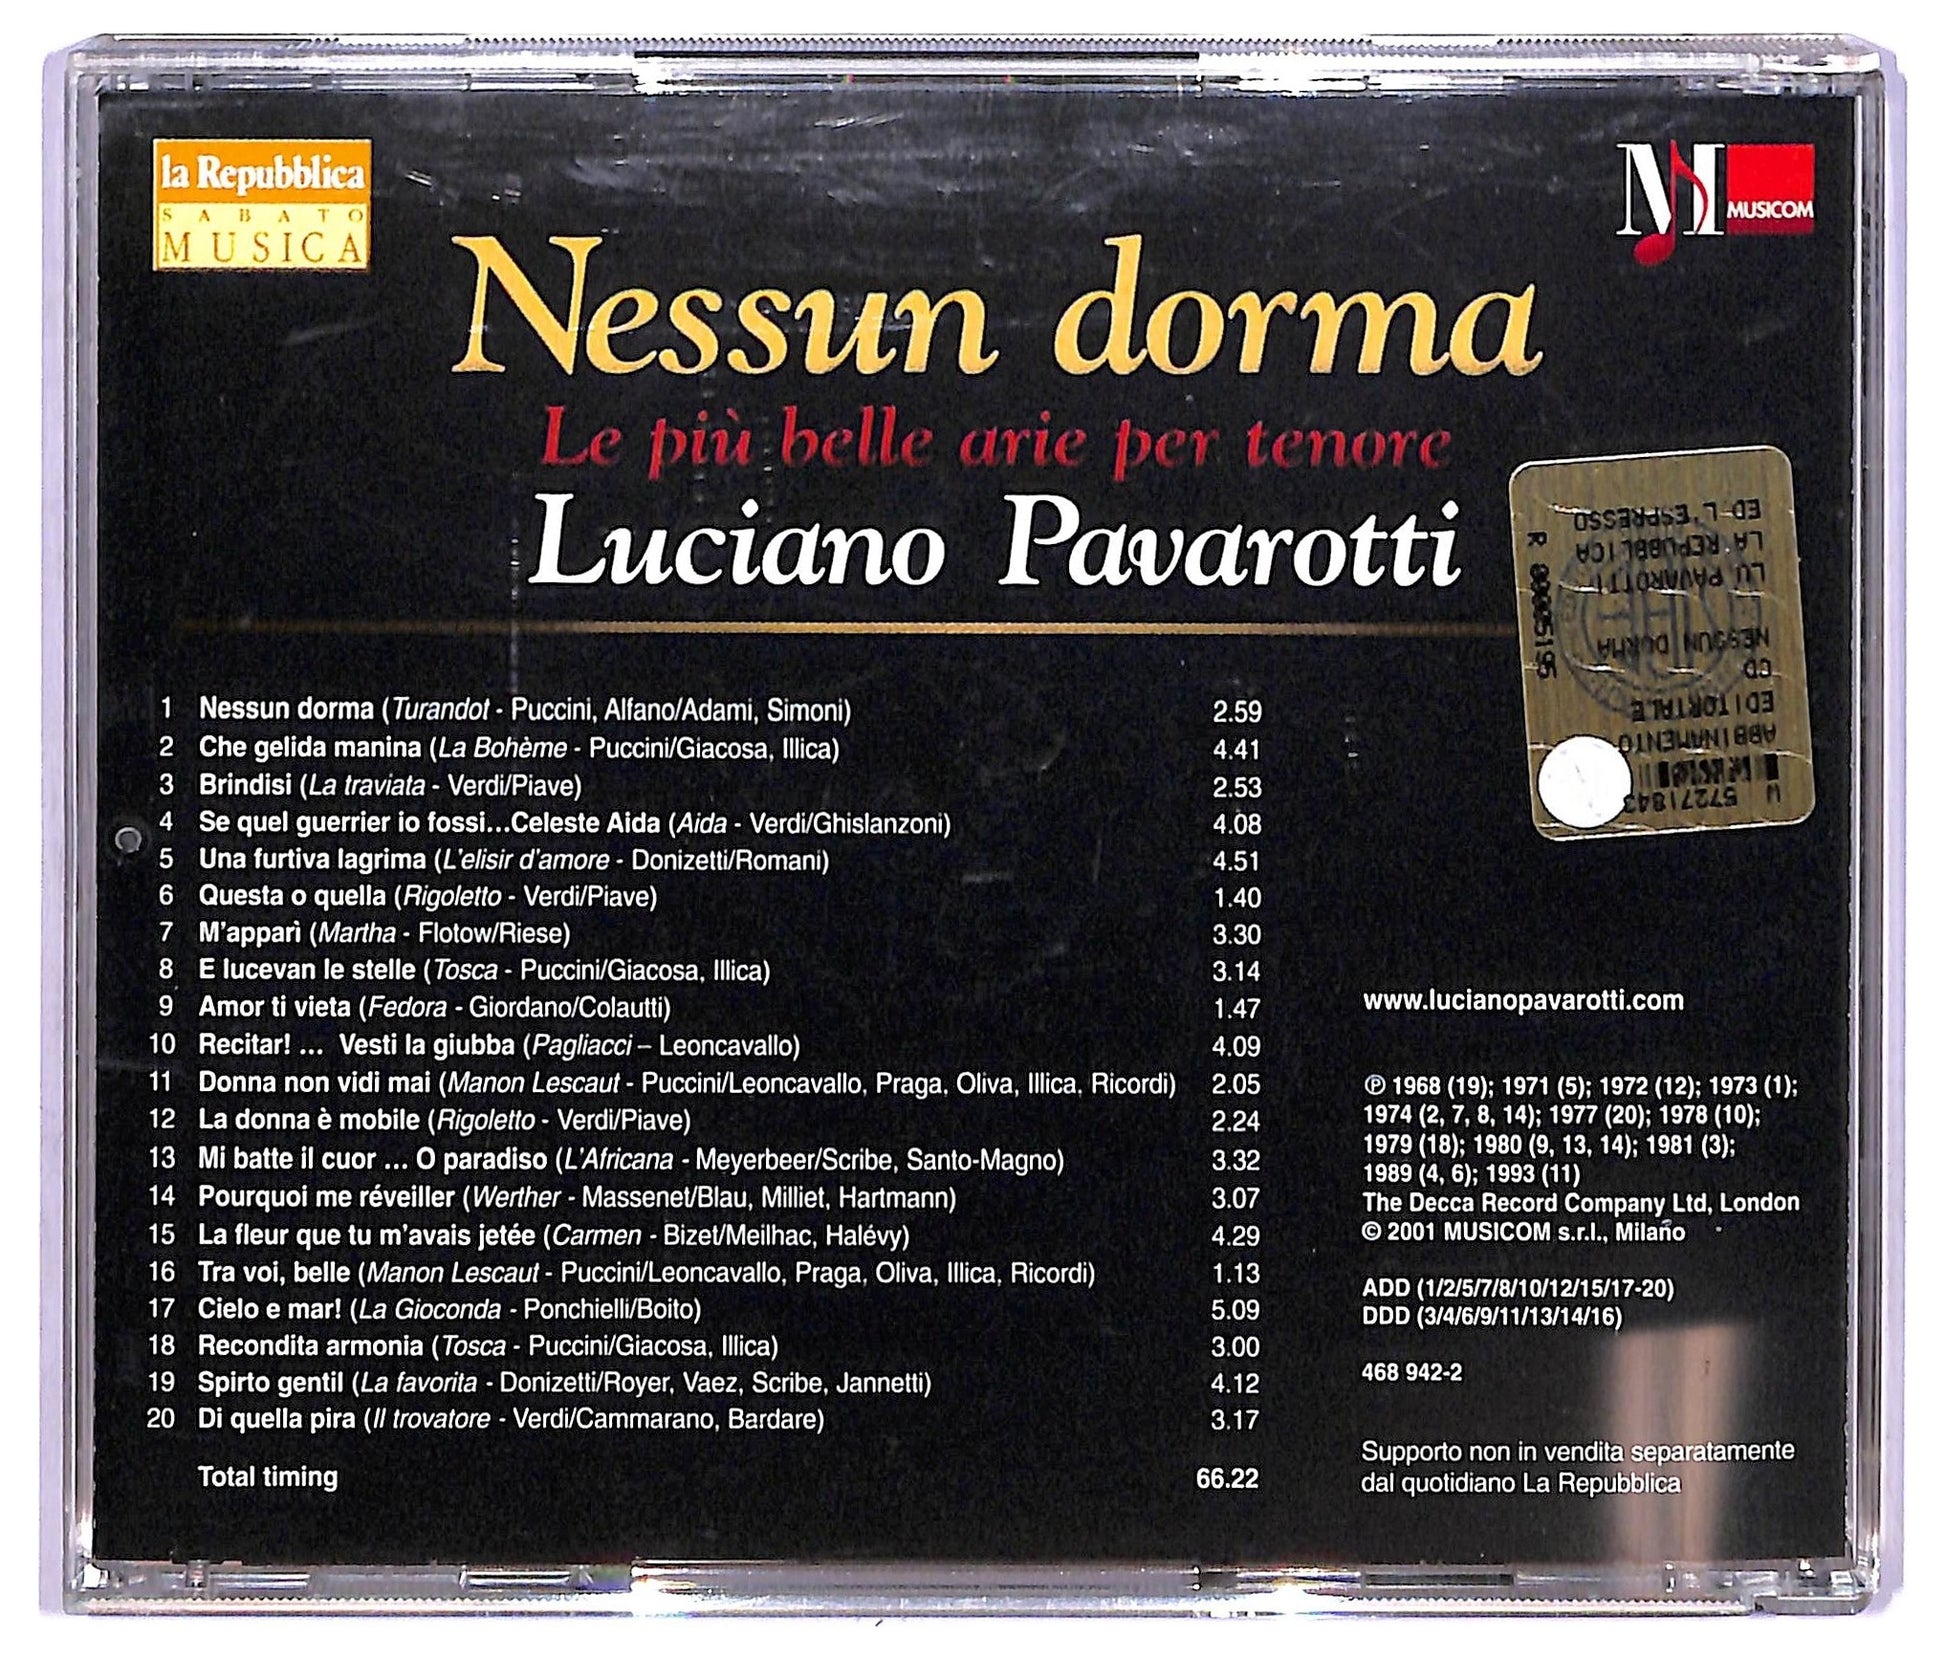 la Repubblica
SABATO
MUSICA
MUSICOM
Nessun dorma
Le più belle arie per tenore
Luciano Pavarotti
W 57271843
ABBINAMENTO
EDITORIALE
CD
NESSUN DORMA
LU PAVAROTTI
LA REPUBBLICA
ED L'ESPRESSO
1 Nessun dorma (Turandot - Puccini, Alfano/Adami, Simoni) 2.59
2 Che gelida manina (La Bohème - Puccini/Giacosa, Illica) 4.41
3 Brindisi (La traviata - Verdi/Piave) 2.53
4 Se quel guerrier io fossi...Celeste Aida (Aida - Verdi/Ghislanzoni) 4.08
5 Una furtiva lagrima (L'elisir d'amore - Donizetti/Romani) 4.51
6 Questa o quella (Rigoletto - Verdi/Piave) 1.40
7 M'apparì (Martha - Flotow/Riese) 3.30
8 E lucevan le stelle (Tosca - Puccini/Giacosa, Illica) 3.14
9 Amor ti vieta (Fedora - Giordano/Colautti) 1.47
10 Recitar! ... Vesti la giubba (Pagliacci – Leoncavallo) 4.09
11 Donna non vidi mai (Manon Lescaut - Puccini/Leoncavallo, Praga, Oliva, Illica, Ricordi) 2.05
12 La donna è mobile (Rigoletto - Verdi/Piave) 2.24
13 Mi batte il cuor ... O paradiso (L'Africana - Meyerbeer/Scribe, Santo-Magno) 3.32
14 Pourquoi me réveiller (Werther - Massenet/Blau, Milliet, Hartmann) 3.07
15 La fleur que tu m'avais jetée (Carmen - Bizet/Meilhac, Halévy) 4.29
16 Tra voi, belle (Manon Lescaut - Puccini/Leoncavallo, Praga, Oliva, Illica, Ricordi) 1.13
17 Cielo e mar! (La Gioconda - Ponchielli/Boito) 5.09
18 Recondita armonia (Tosca - Puccini/Giacosa, Illica) 3.00
19 Spirto gentil (La favorita - Donizetti/Royer, Vaez, Scribe, Jannetti) 4.12
20 Di quella pira (Il trovatore - Verdi/Cammarano, Bardare) 3.17
Total timing 66.22
www.lucianopavarotti.com
℗ 1968 (19); 1971 (5); 1972 (12); 1973 (1);
1974 (2, 7, 8, 14); 1977 (20); 1978 (10);
1979 (18); 1980 (9, 13, 14); 1981 (3);
1989 (4, 6); 1993 (11)
The Decca Record Company Ltd, London
© 2001 MUSICOM s.r.l., Milano
ADD (1/2/5/7/8/10/12/15/17-20)
DDD (3/4/6/9/11/13/14/16)
468 942-2
Supporto non in vendita separatamente
dal quotidiano La Repubblica